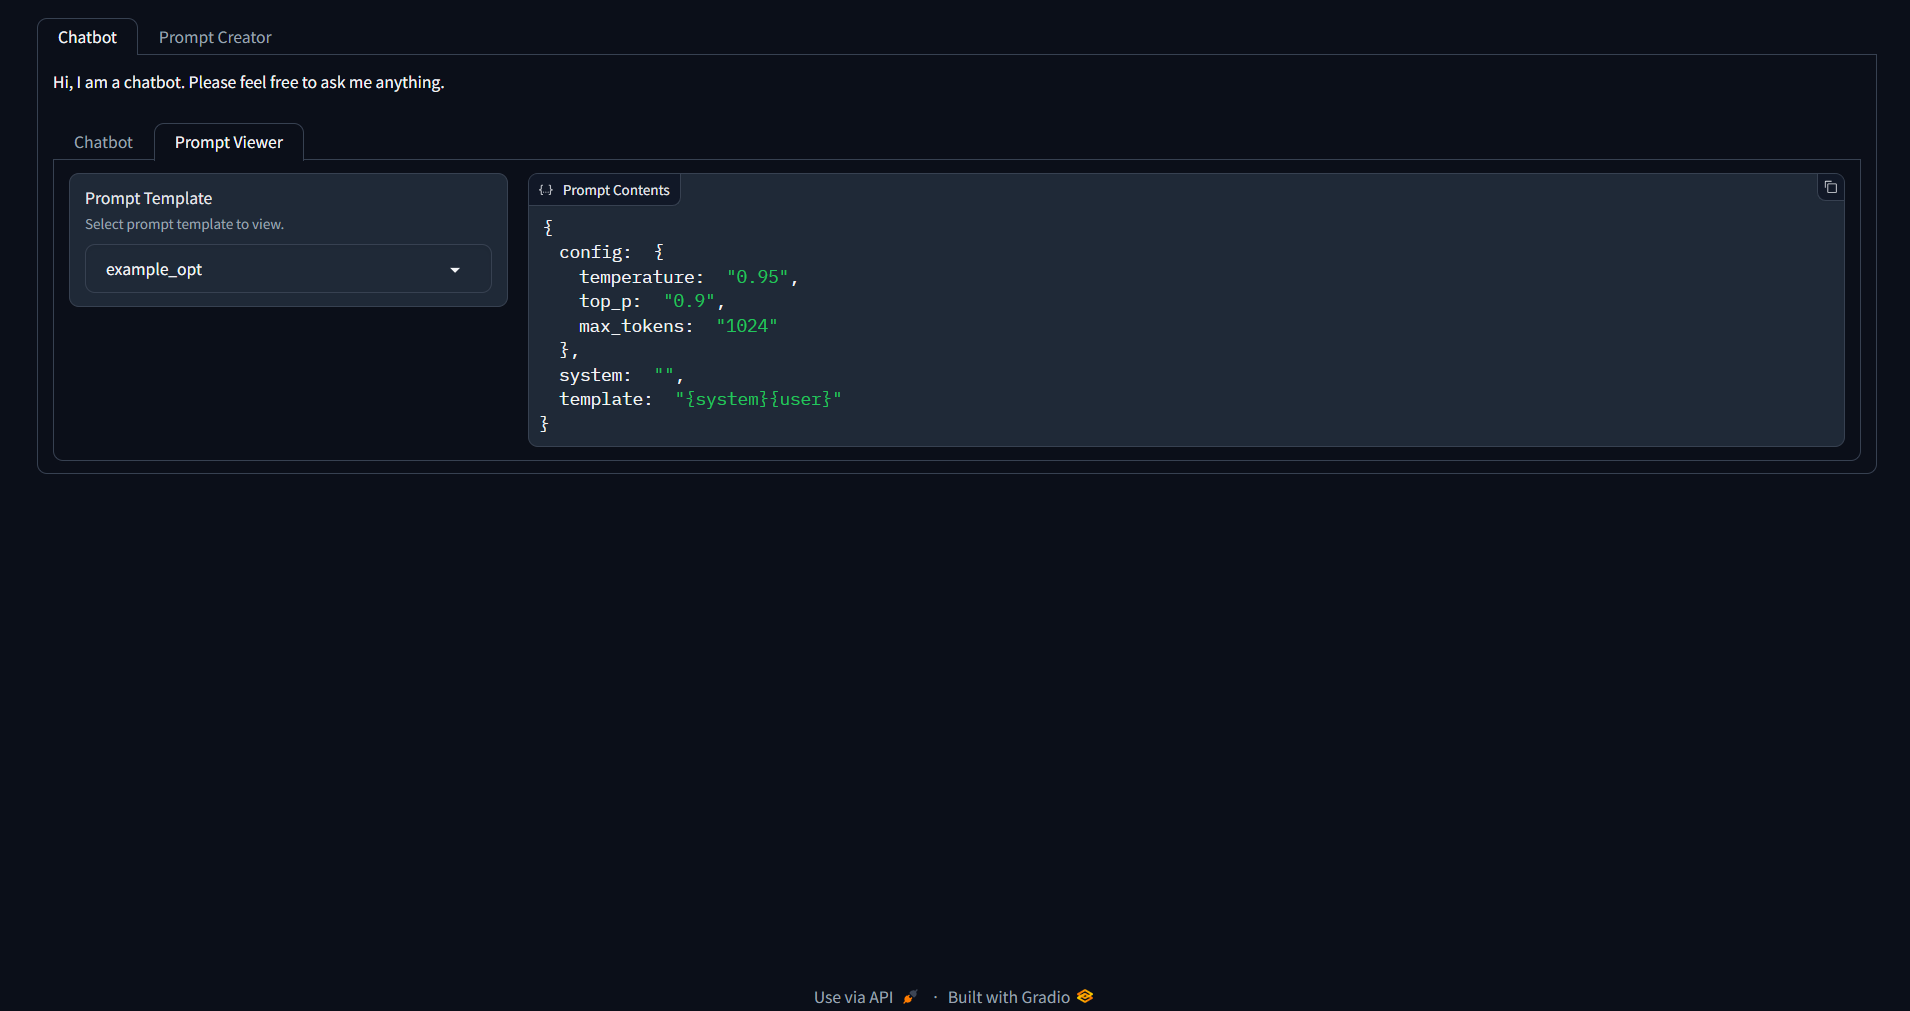 Chatbot Prompt Creator
Hi, I am a chatbot. Please feel free to ask me anything.
Chatbot Prompt Viewer
Prompt Template
Select prompt template to view.
example_opt
{..} Prompt Contents
{
config: {
temperature: "0.95",
top_p: "0.9",
max_tokens: "1024"
},
system: "",
template: "{system}{user}"
}
Use via API · Built with Gradio